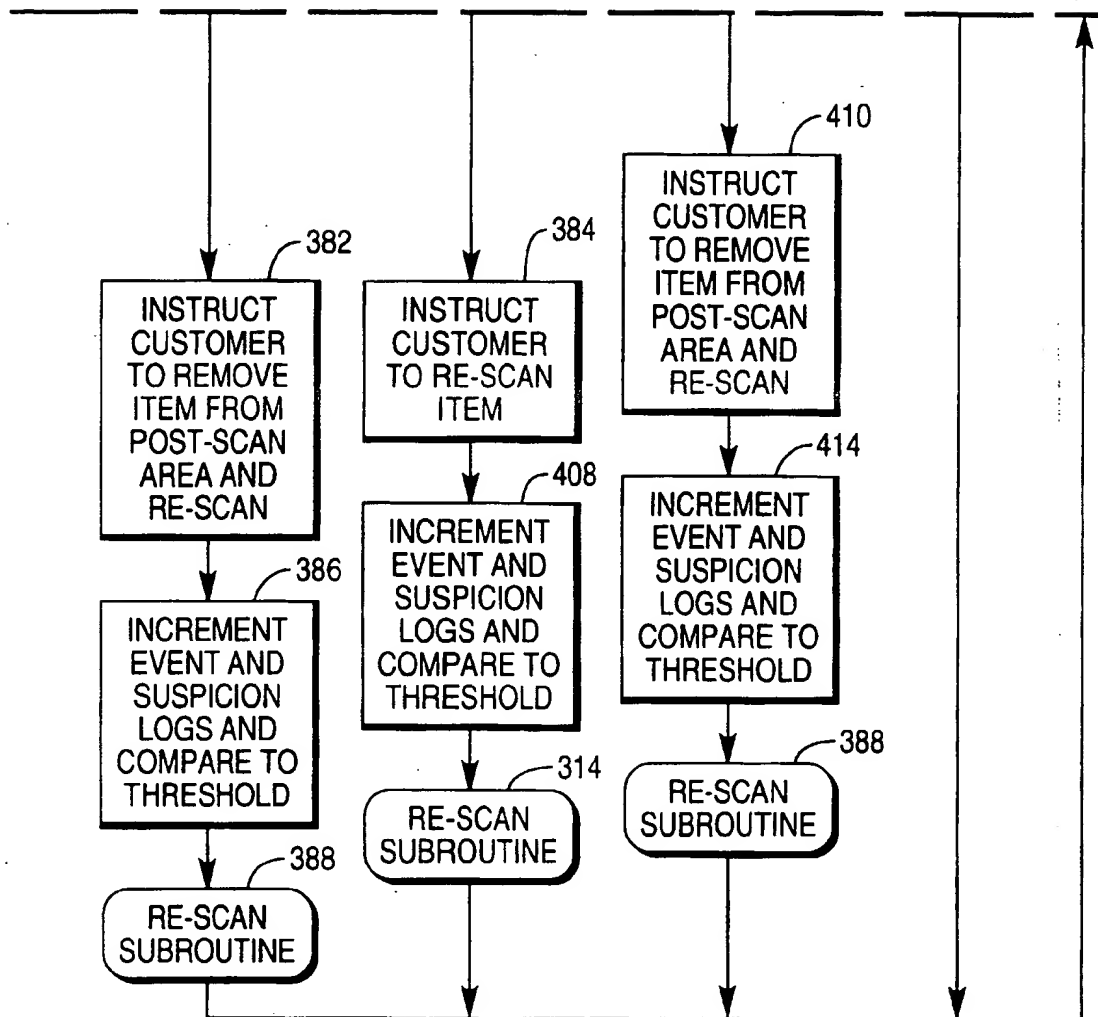 382
INSTRUCT
CUSTOMER
TO REMOVE
ITEM FROM
POST-SCAN
AREA AND
RE-SCAN
386
INCREMENT
EVENT AND
SUSPICION
LOGS AND
COMPARE TO
THRESHOLD
388
RE-SCAN
SUBROUTINE
384
INSTRUCT
CUSTOMER
TO RE-SCAN
ITEM
408
INCREMENT
EVENT AND
SUSPICION
LOGS AND
COMPARE TO
THRESHOLD
314
RE-SCAN
SUBROUTINE
410
INSTRUCT
CUSTOMER
TO REMOVE
ITEM FROM
POST-SCAN
AREA AND
RE-SCAN
414
INCREMENT
EVENT AND
SUSPICION
LOGS AND
COMPARE TO
THRESHOLD
388
RE-SCAN
SUBROUTINE